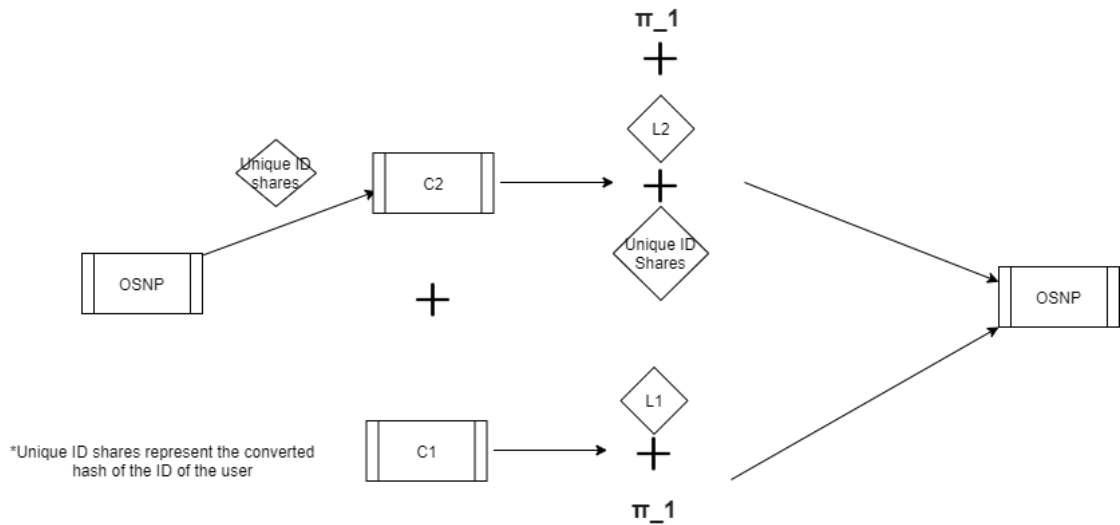 π_1
L2
Unique ID
shares
C2
Unique ID
Shares
OSNP
OSNP
L1
C1
*Unique ID shares represent the converted
hash of the ID of the user
π_1